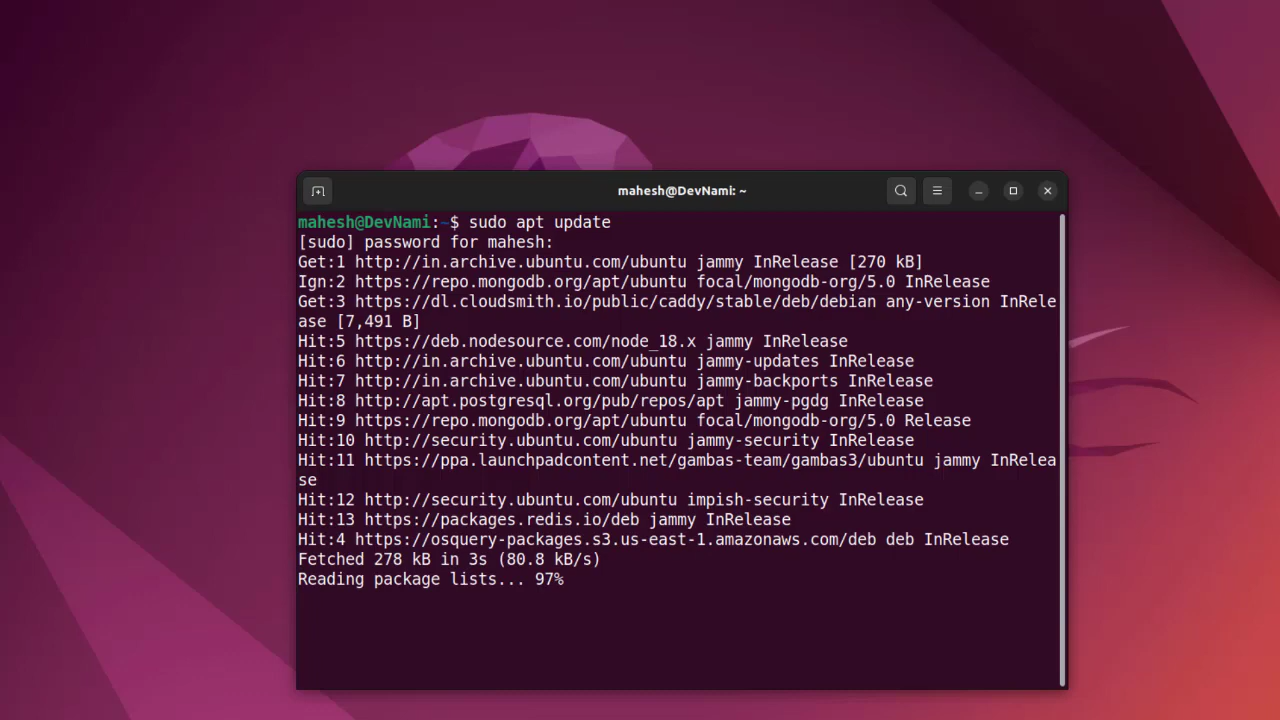 mahesh@DevNami: ~
mahesh@DevNami:~$ sudo apt update
[sudo] password for mahesh:
Get:1 http://in.archive.ubuntu.com/ubuntu jammy InRelease [270 kB]
Ign:2 https://repo.mongodb.org/apt/ubuntu focal/mongodb-org/5.0 InRelease
Get:3 https://dl.cloudsmith.io/public/caddy/stable/deb/debian any-version InRele
ase [7,491 B]
Hit:5 https://deb.nodesource.com/node_18.x jammy InRelease
Hit:6 http://in.archive.ubuntu.com/ubuntu jammy-updates InRelease
Hit:7 http://in.archive.ubuntu.com/ubuntu jammy-backports InRelease
Hit:8 http://apt.postgresql.org/pub/repos/apt jammy-pgdg InRelease
Hit:9 https://repo.mongodb.org/apt/ubuntu focal/mongodb-org/5.0 Release
Hit:10 http://security.ubuntu.com/ubuntu jammy-security InRelease
Hit:11 https://ppa.launchpadcontent.net/gambas-team/gambas3/ubuntu jammy InRelea
se
Hit:12 http://security.ubuntu.com/ubuntu impish-security InRelease
Hit:13 https://packages.redis.io/deb jammy InRelease
Hit:4 https://osquery-packages.s3.us-east-1.amazonaws.com/deb deb InRelease
Fetched 278 kB in 3s (80.8 kB/s)
Reading package lists... 97%